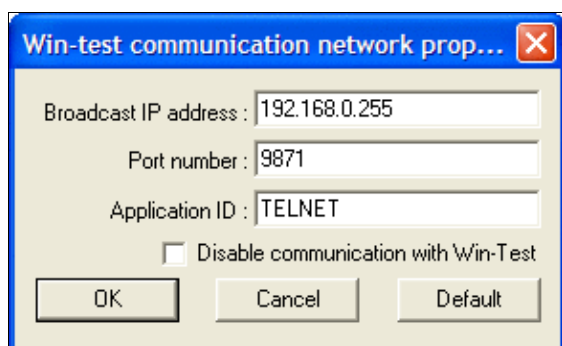 Win-test communication network prop...
Broadcast IP address : 192.168.0.255
Port number : 9871
Application ID : TELNET
Disable communication with Win-Test
OK Cancel Default